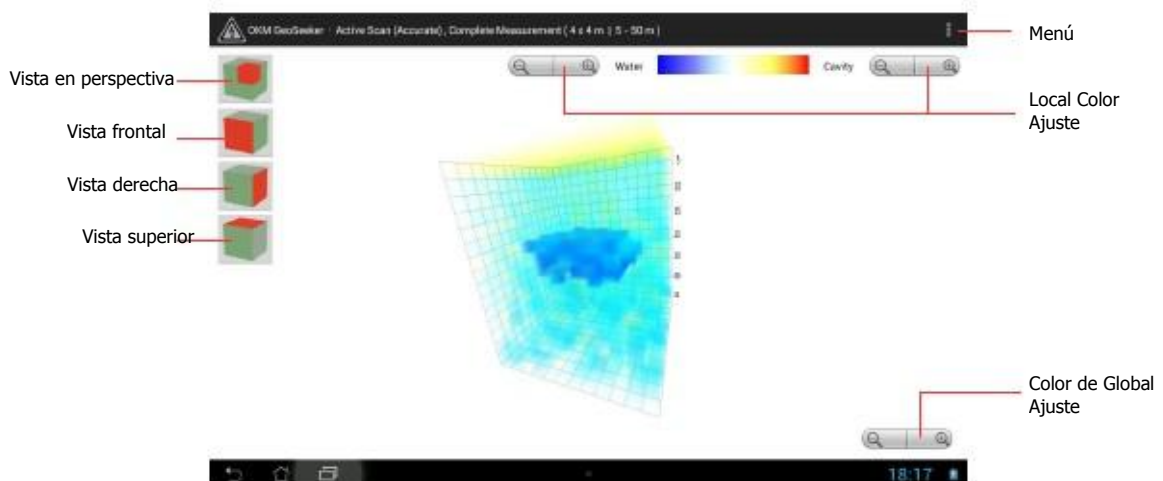 OKM GeoSeeker - Active Scan (Accurate), Complete Measurement ( 4 x 4 m | 5 - 50 m )
Menú
Vista en perspectiva
Water
Cavity
Local Color
Ajuste
Vista frontal
Vista derecha
Vista superior
Color de Global
Ajuste
18:17